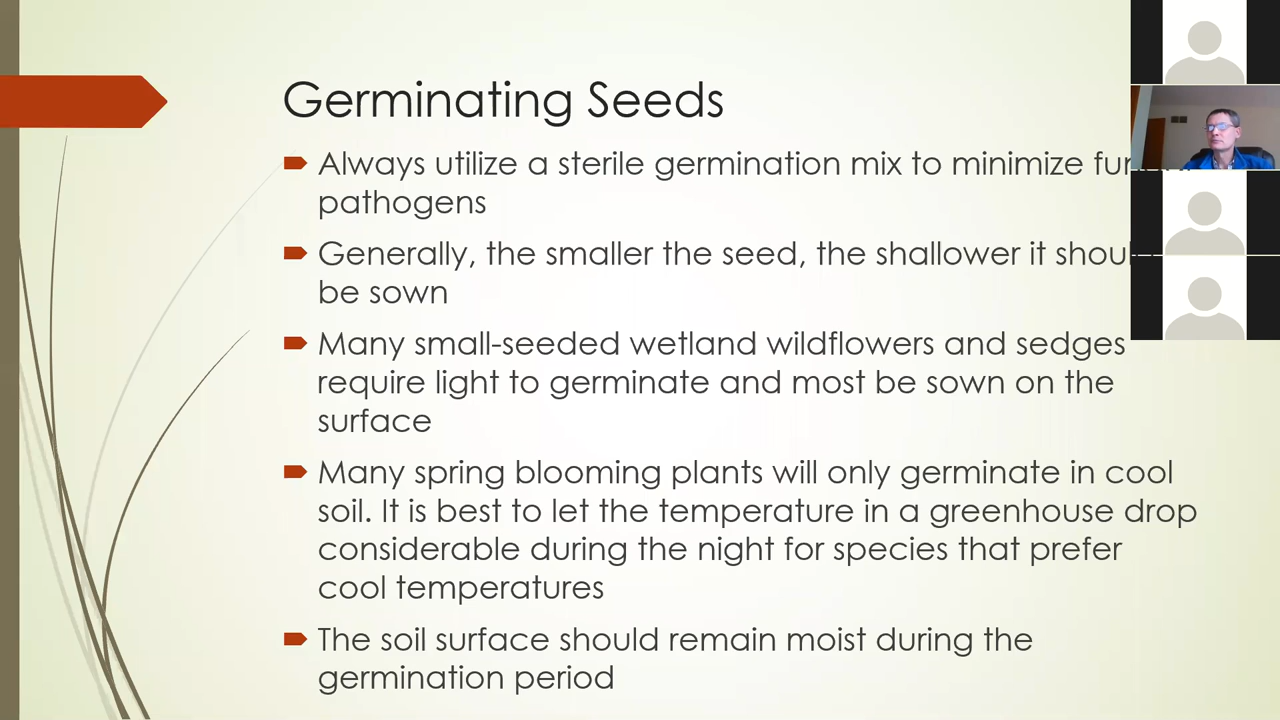 Germinating Seeds
Always utilize a sterile germination mix to minimize
pathogens
Generally, the smaller the seed, the shallower it should
be sown
Many small-seeded wetland wildflowers and sedges
require light to germinate and most be sown on the
surface
Many spring blooming plants will only germinate in cool
soil. It is best to let the temperature in a greenhouse drop
considerable during the night for species that prefer
cool temperatures
The soil surface should remain moist during the
germination period